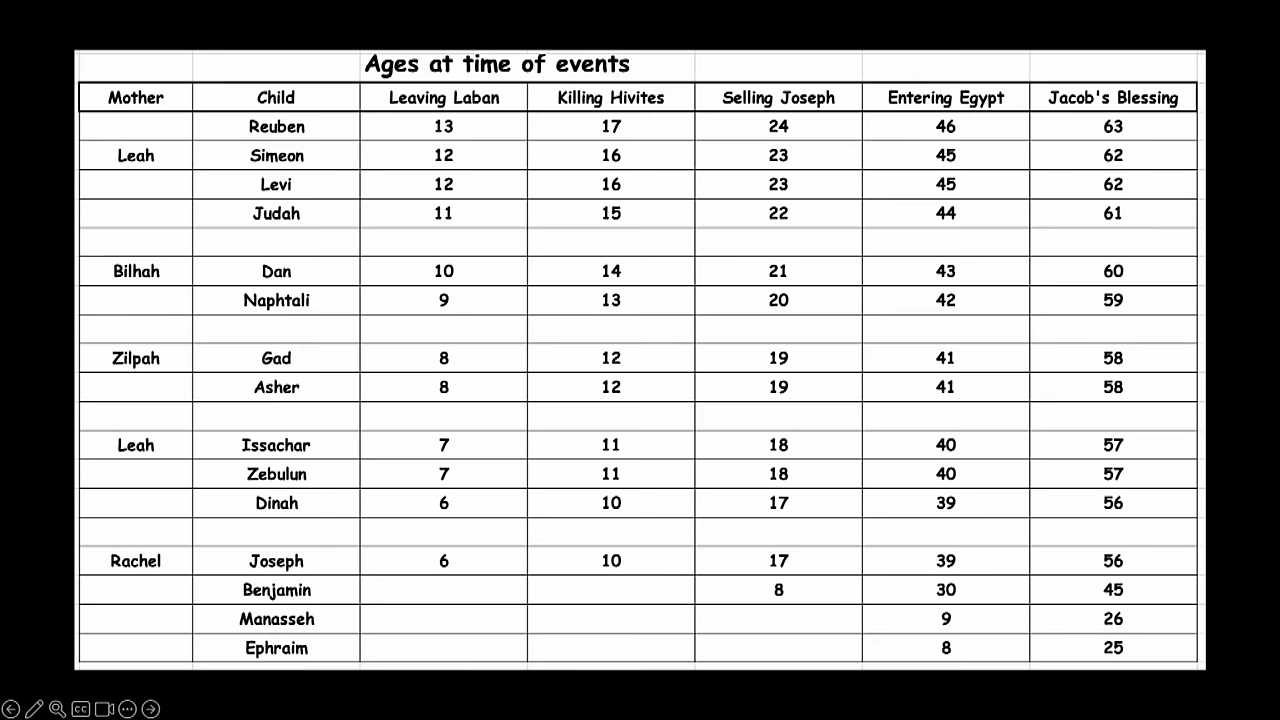 Ages at time of events
Mother Child Leaving Laban Killing Hivites Selling Joseph Entering Egypt Jacob's Blessing
Reuben 13 17 24 46 63
Leah Simeon 12 16 23 45 62
Levi 12 16 23 45 62
Judah 11 15 22 44 61
Bilhah Dan 10 14 21 43 60
Naphtali 9 13 20 42 59
Zilpah Gad 8 12 19 41 58
Asher 8 12 19 41 58
Leah Issachar 7 11 18 40 57
Zebulun 7 11 18 40 57
Dinah 6 10 17 39 56
Rachel Joseph 6 10 17 39 56
Benjamin 8 30 45
Manasseh 9 26
Ephraim 8 25
CC